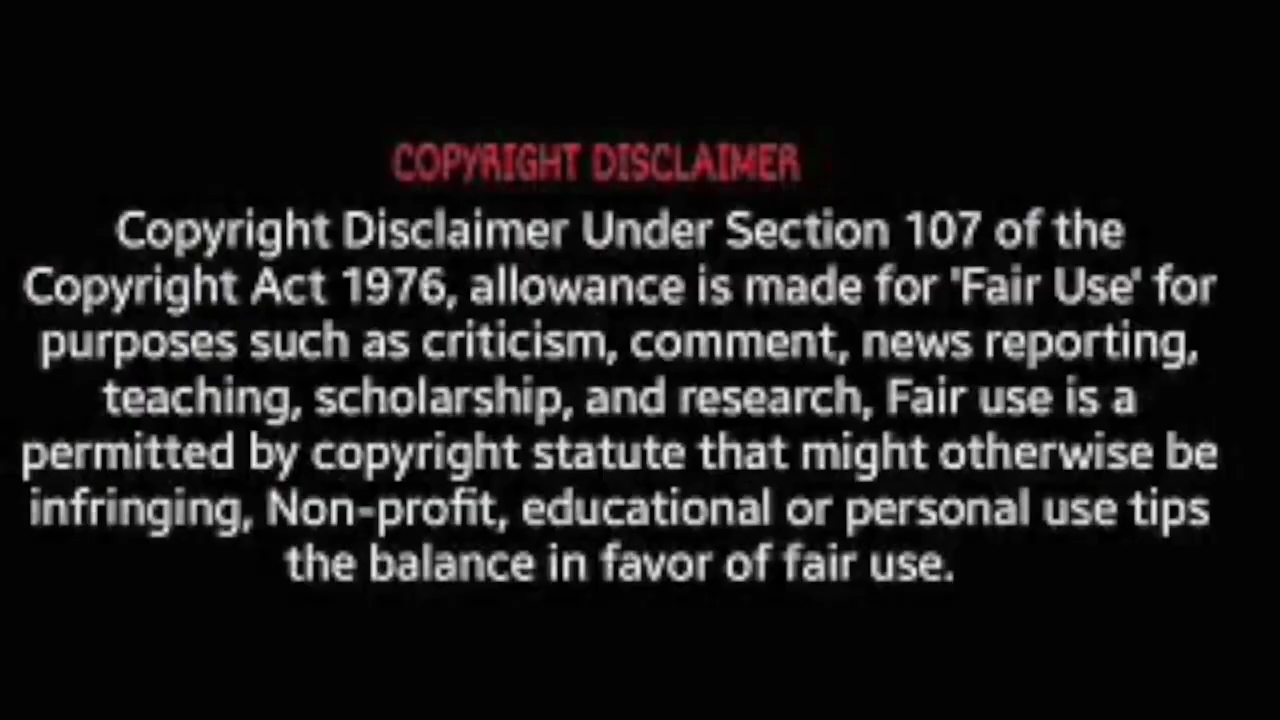 COPYRIGHT DISCLAIMER
Copyright Disclaimer Under Section 107 of the
Copyright Act 1976, allowance is made for 'Fair Use' for
purposes such as criticism, comment, news reporting,
teaching, scholarship, and research, Fair use is a
permitted by copyright statute that might otherwise be
infringing, Non-profit, educational or personal use tips
the balance in favor of fair use.